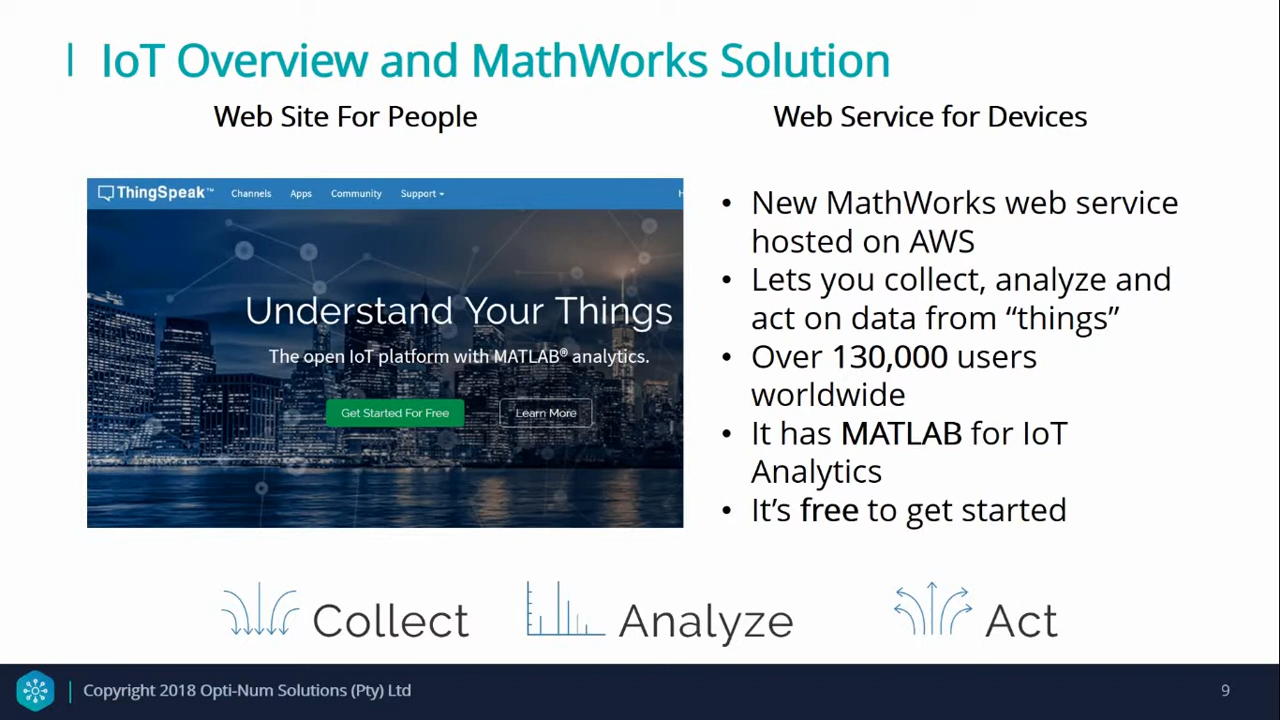 IoT Overview and MathWorks Solution
Web Site For People
Web Service for Devices
ThingSpeak™ Channels Apps Community Support
Understand Your Things
The open IoT platform with MATLAB® analytics.
Get Started For Free Learn More
• New MathWorks web service
hosted on AWS
• Lets you collect, analyze and
act on data from “things”
• Over 130,000 users
worldwide
• It has MATLAB for IoT
Analytics
• It’s free to get started
Collect Analyze Act
Copyright 2018 Opti-Num Solutions (Pty) Ltd
9